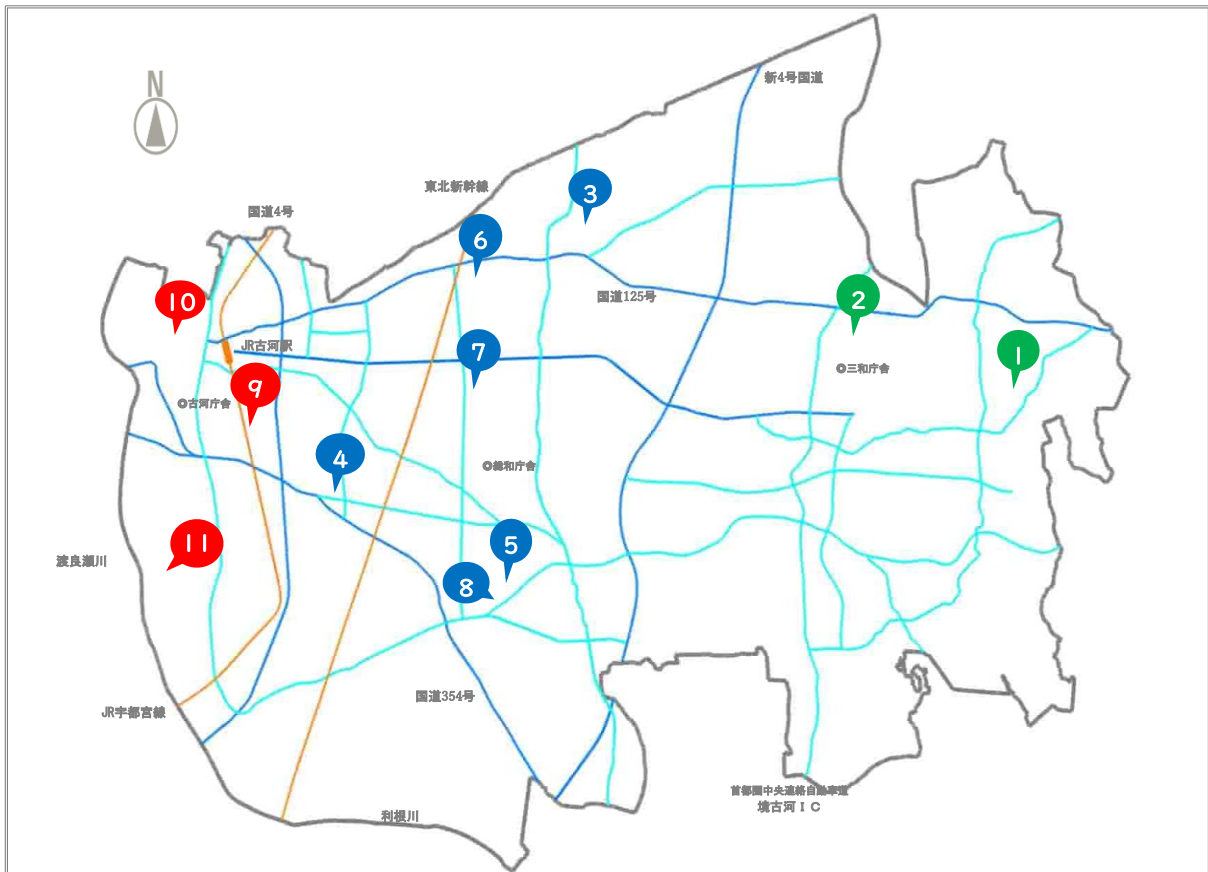 N
新4号国道
東北新幹線
3
国道4号
6
10
国道125号
2
JR古河駅
7
1
◎三和庁舎
9
◎古河庁舎
4
◎総和庁舎
11
5
渡良瀬川
8
国道354号
JR宇都宮線
首都圏中央連絡自動車道
境古河IC
利根川